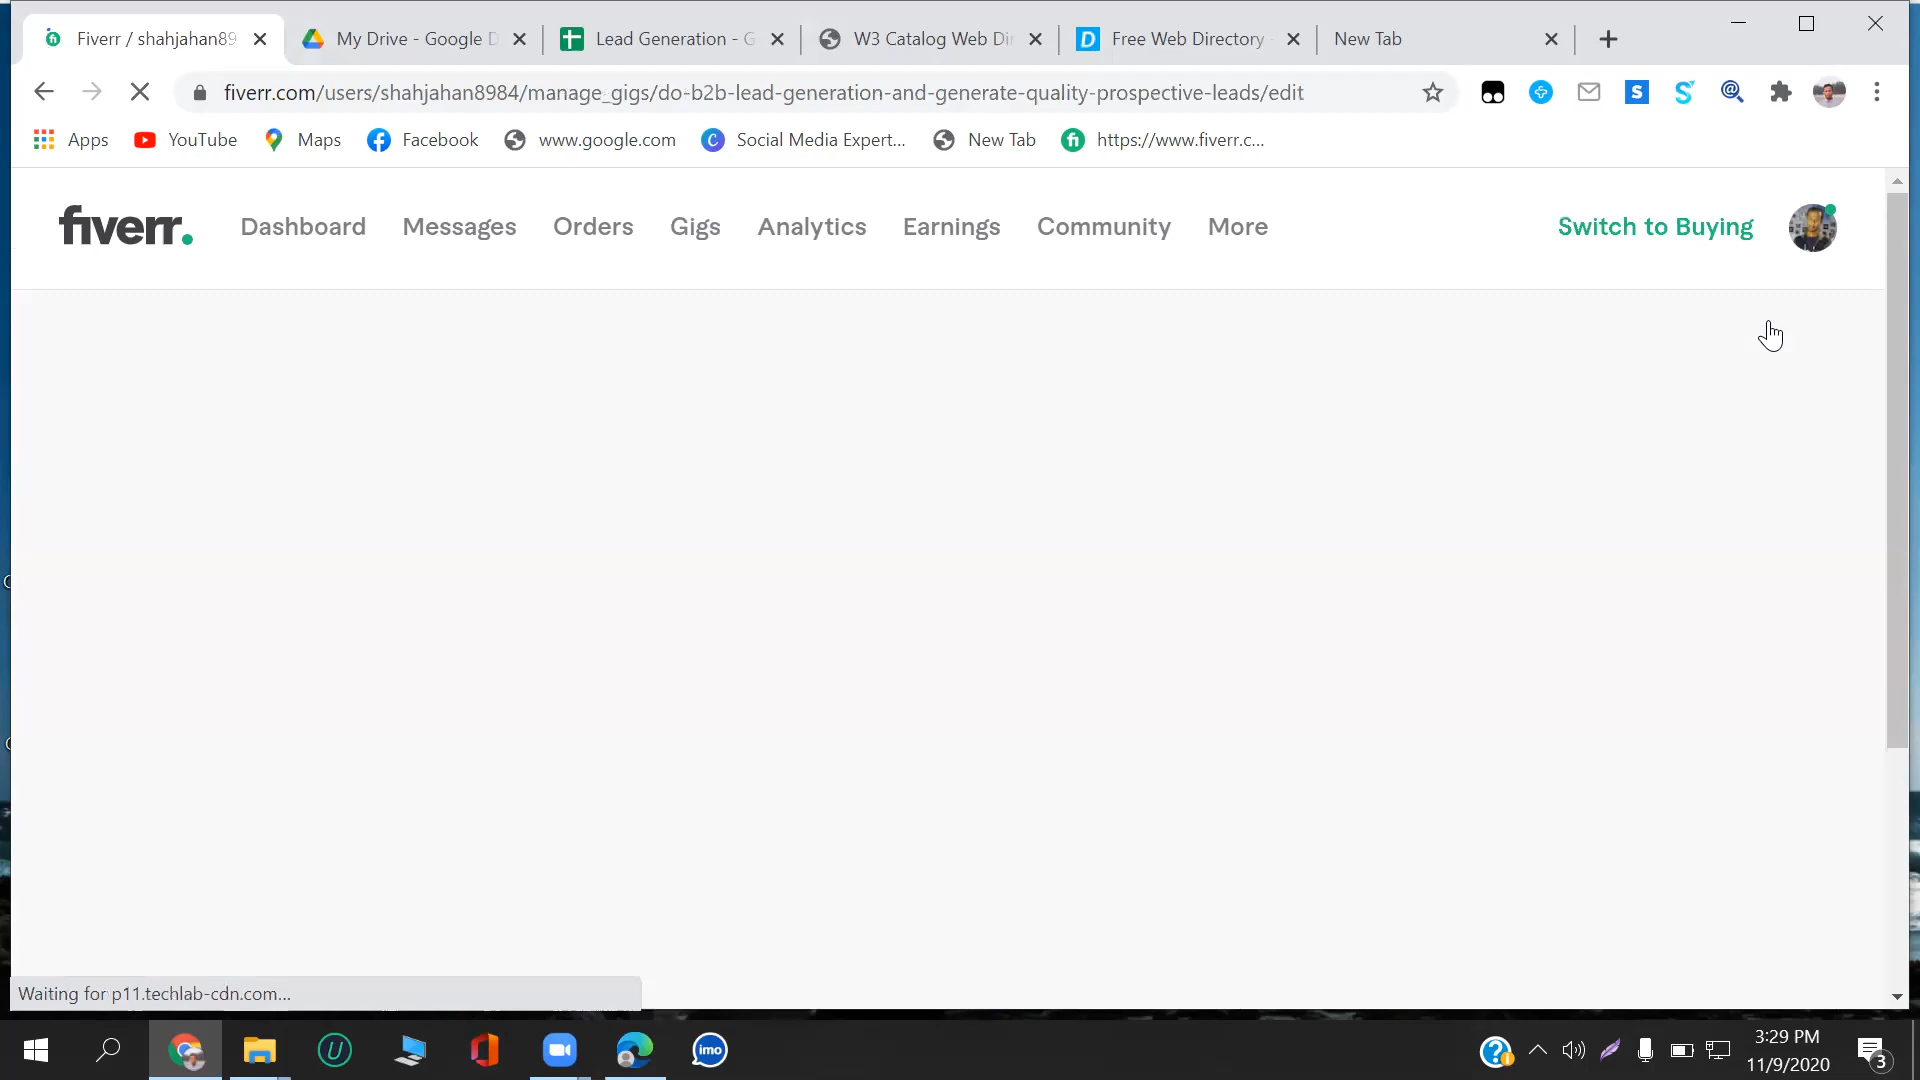 Fiverr / shahjahan89
My Drive - Google D
Lead Generation - G
W3 Catalog Web Dir
Free Web Directory -
New Tab
fiverr.com/users/shahjahan8984/manage_gigs/do-b2b-lead-generation-and-generate-quality-prospective-leads/edit
Apps
YouTube
Maps
Facebook
www.google.com
Social Media Expert...
New Tab
https://www.fiverr.c...
fiverr.
Dashboard
Messages
Orders
Gigs
Analytics
Earnings
Community
More
Switch to Buying
Waiting for p11.techlab-cdn.com...
imo
3:29 PM
11/9/2020
3